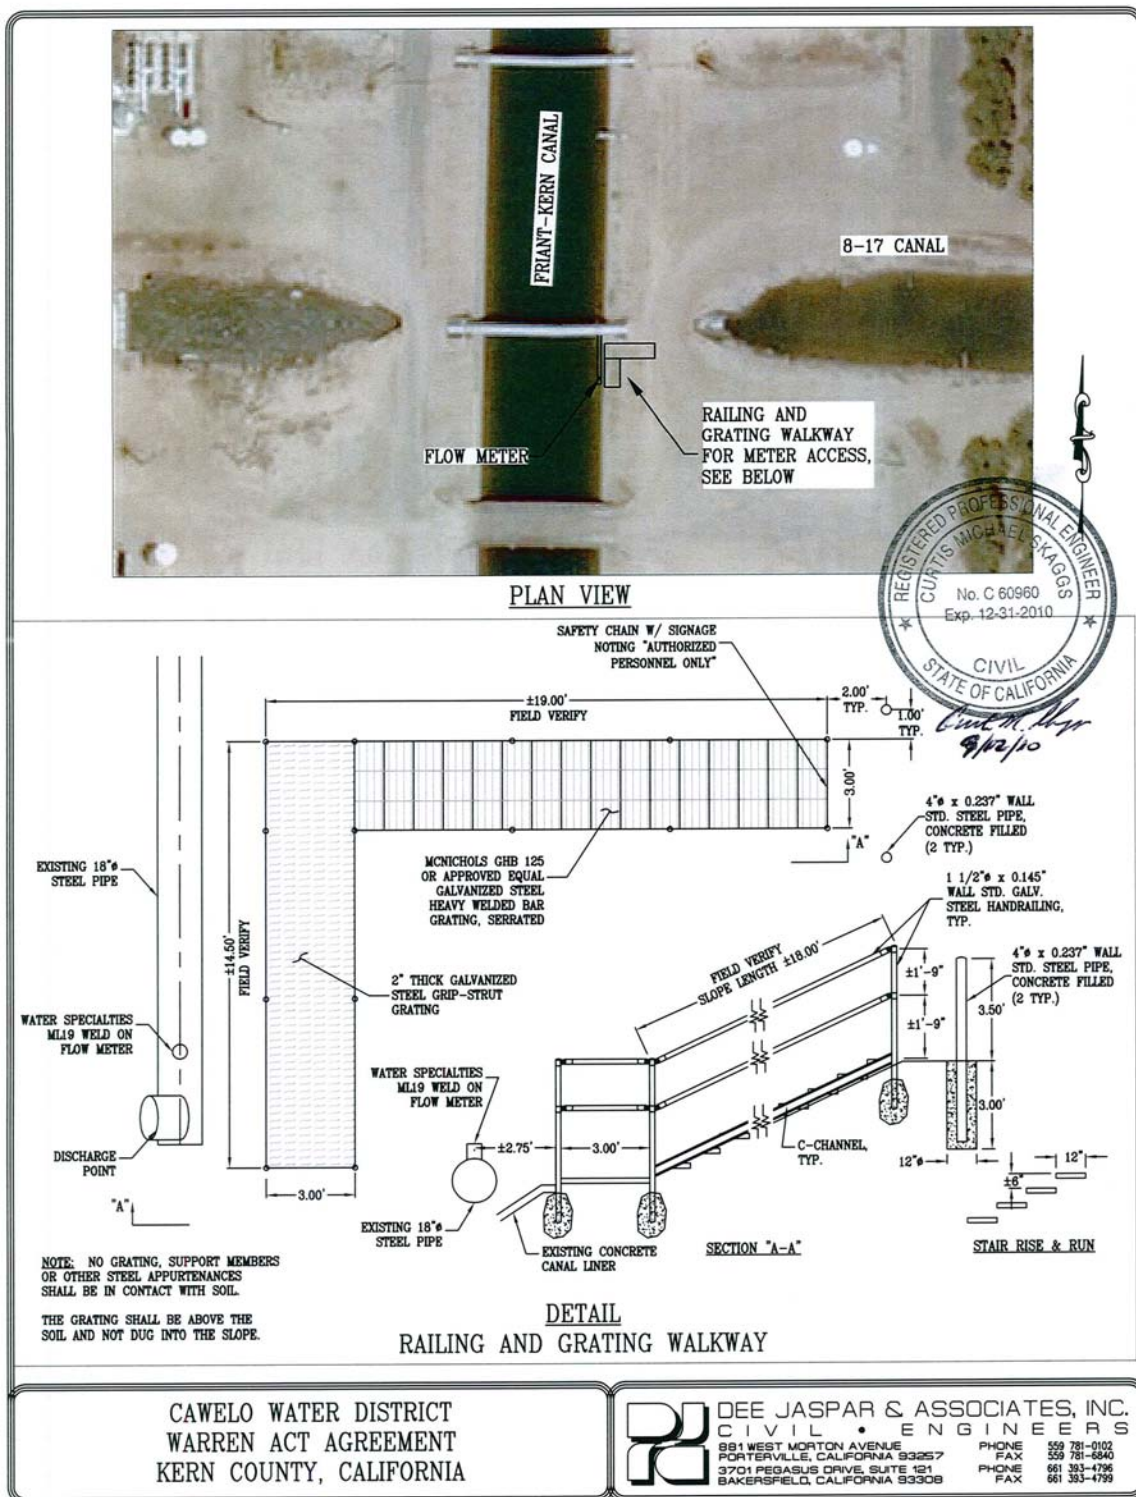 FRIANT-KERN CANAL
8-17 CANAL
FLOW METER
RAILING AND
GRATING WALKWAY
FOR METER ACCESS,
SEE BELOW
REGISTERED PROFESSIONAL ENGINEER
CURTIS MICHAEL SKAGGS
No. C 60960
Exp. 12-31-2010
CIVIL
STATE OF CALIFORNIA
PLAN VIEW
SAFETY CHAIN W/ SIGNAGE
NOTING "AUTHORIZED
PERSONNEL ONLY"
±19.00'
FIELD VERIFY
2.00'
TYP.
1.00'
TYP.
3.00'
"A"
4"ø x 0.237" WALL
STD. STEEL PIPE,
CONCRETE FILLED
(2 TYP.)
EXISTING 18"ø
STEEL PIPE
±14.50'
FIELD VERIFY
MCNICHOLS GHB 125
OR APPROVED EQUAL
GALVANIZED STEEL
HEAVY WELDED BAR
GRATING, SERRATED
1 1/2"ø x 0.145"
WALL STD. GALV.
STEEL HANDRAILING,
TYP.
2" THICK GALVANIZED
STEEL GRIP-STRUT
GRATING
FIELD VERIFY
SLOPE LENGTH ±18.00'
±1'-9"
±1'-9"
4"ø x 0.237" WALL
STD. STEEL PIPE,
CONCRETE FILLED
(2 TYP.)
3.50'
3.00'
12"ø
WATER SPECIALTIES
ML19 WELD ON
FLOW METER
WATER SPECIALTIES
ML19 WELD ON
FLOW METER
±2.75'
3.00'
C-CHANNEL,
TYP.
12"
±6"
DISCHARGE
POINT
3.00'
"A"
EXISTING 18"ø
STEEL PIPE
EXISTING CONCRETE
CANAL LINER
SECTION "A-A"
STAIR RISE & RUN
NOTE: NO GRATING, SUPPORT MEMBERS
OR OTHER STEEL APPURTENANCES
SHALL BE IN CONTACT WITH SOIL.
THE GRATING SHALL BE ABOVE THE
SOIL AND NOT DUG INTO THE SLOPE.
DETAIL
RAILING AND GRATING WALKWAY
CAWELO WATER DISTRICT
WARREN ACT AGREEMENT
KERN COUNTY, CALIFORNIA
DEE JASPAR & ASSOCIATES, INC.
CIVIL • ENGINEERS
881 WEST MORTON AVENUE PHONE 559 781-0102
PORTERVILLE, CALIFORNIA 93257 FAX 559 781-6840
3701 PEGASUS DRIVE, SUITE 121 PHONE 661 393-4796
BAKERSFIELD, CALIFORNIA 93308 FAX 661 393-4799